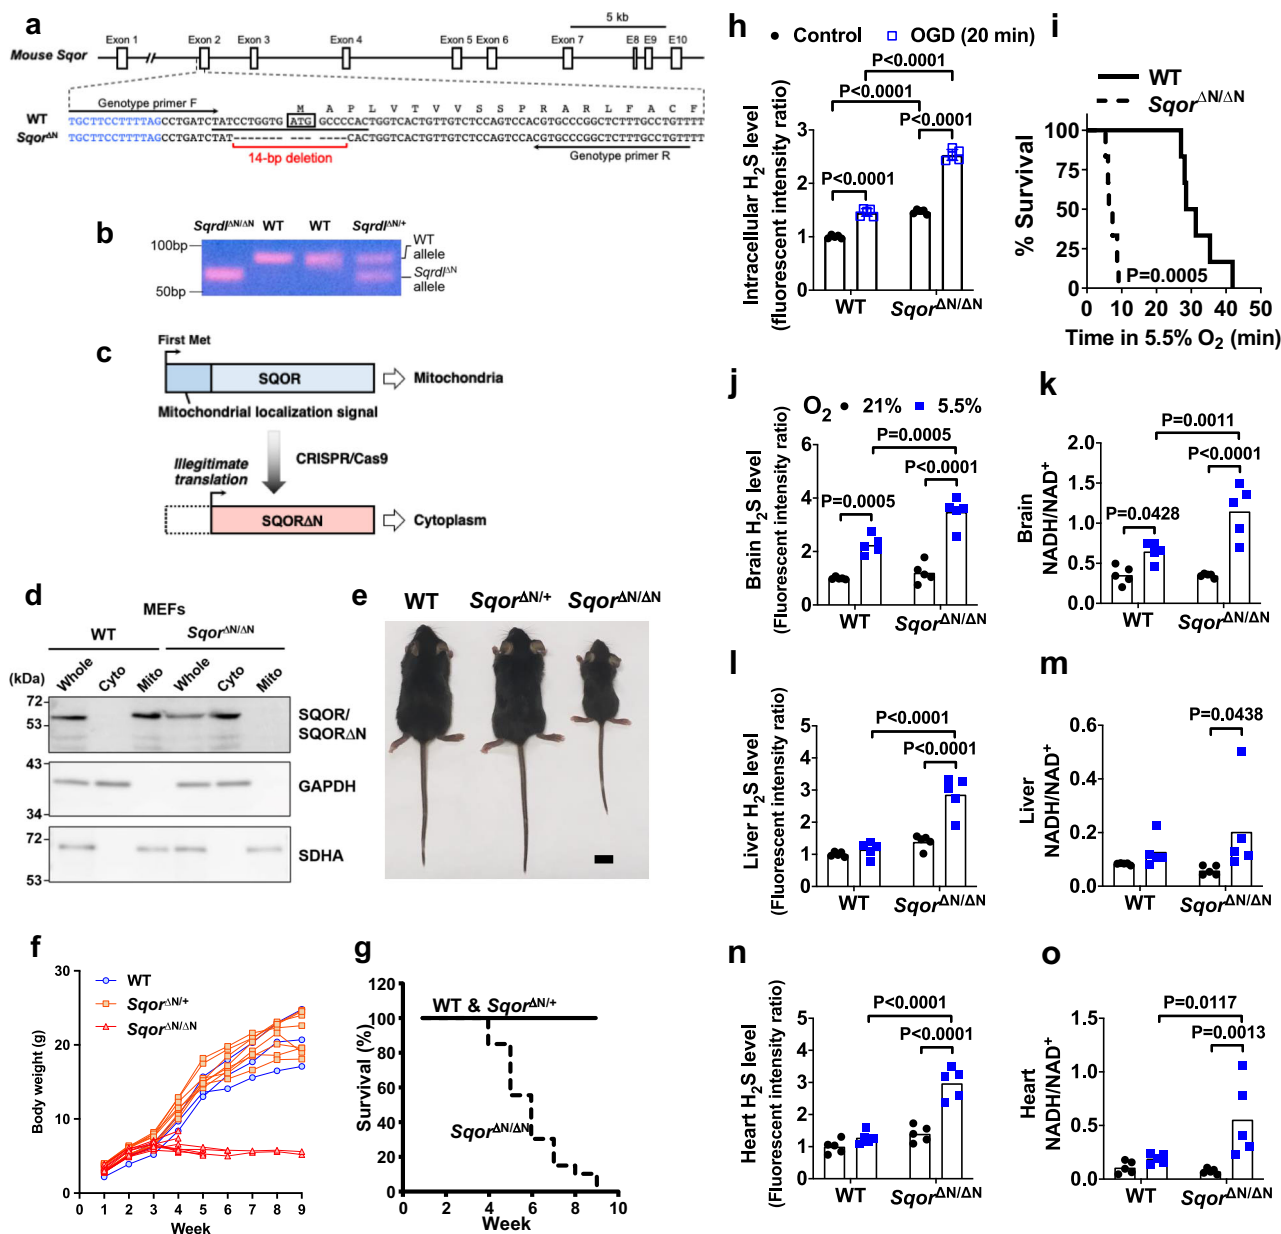 a
5 kb
Mouse Sqor
Exon 1
Exon 2
Exon 3
Exon 4
Exon 5
Exon 6
Exon 7
E8
E9
E10
Genotype primer F
M A P L V T V V S S P R A R L F A C F
WT
TGCTTCCTTTTAGCCTGATCTATCCTGGTG ATG GCCCCACTGGTCACTGTTGTCTCCAGTCCACGTGCCCGGCTCTTTGCCTGTTTT
SqorΔN
TGCTTCCTTTTAGCCTGATCTAT------- --- ----CACTGGTCACTGTTGTCTCCAGTCCACGTGCCCGGCTCTTTGCCTGTTTT
14-bp deletion
Genotype primer R
b
SqrdlΔN/ΔN
WT
WT
SqrdlΔN/+
100bp
50bp
WT allele
SqrdlΔN allele
c
First Met
SQOR
Mitochondria
Mitochondrial localization signal
CRISPR/Cas9
Illegitimate translation
SQORΔN
Cytoplasm
d
MEFs
WT
SqorΔN/ΔN
(kDa)
Whole Cyto Mito Whole Cyto Mito
72
53
SQOR/
SQORΔN
43
34
GAPDH
72
53
SDHA
e
WT
SqorΔN/+
SqorΔN/ΔN
f
WT
SqorΔN/+
SqorΔN/ΔN
Body weight (g)
30
20
10
0
0 1 2 3 4 5 6 7 8 9
Week
g
Survival (%)
120
100
80
60
40
20
0
WT & SqorΔN/+
SqorΔN/ΔN
0 2 4 6 8 10
Week
h
Control
OGD (20 min)
Intracellular H2S level
(fluorescent intensity ratio)
3
2
1
0
P<0.0001
P<0.0001
P<0.0001
P<0.0001
WT
SqorΔN/ΔN
i
WT
SqorΔN/ΔN
% Survival
100
75
50
25
0
P=0.0005
0 10 20 30 40 50
Time in 5.5% O2 (min)
j
O2
21%
5.5%
Brain H2S level
(Fluorescent intensity ratio)
6
4
2
0
P=0.0005
P<0.0001
P=0.0005
WT
SqorΔN/ΔN
k
Brain
NADH/NAD+
2.0
1.5
1.0
0.5
0.0
P=0.0011
P<0.0001
P=0.0428
WT
SqorΔN/ΔN
l
Liver H2S level
(Fluorescent intensity ratio)
5
4
3
2
1
0
P<0.0001
P<0.0001
WT
SqorΔN/ΔN
m
Liver
NADH/NAD+
0.6
0.4
0.2
0.0
P=0.0438
WT
SqorΔN/ΔN
n
Heart H2S level
(Fluorescent intensity ratio)
5
4
3
2
1
0
P<0.0001
P<0.0001
WT
SqorΔN/ΔN
o
Heart
NADH/NAD+
1.5
1.0
0.5
0.0
P=0.0117
P=0.0013
WT
SqorΔN/ΔN